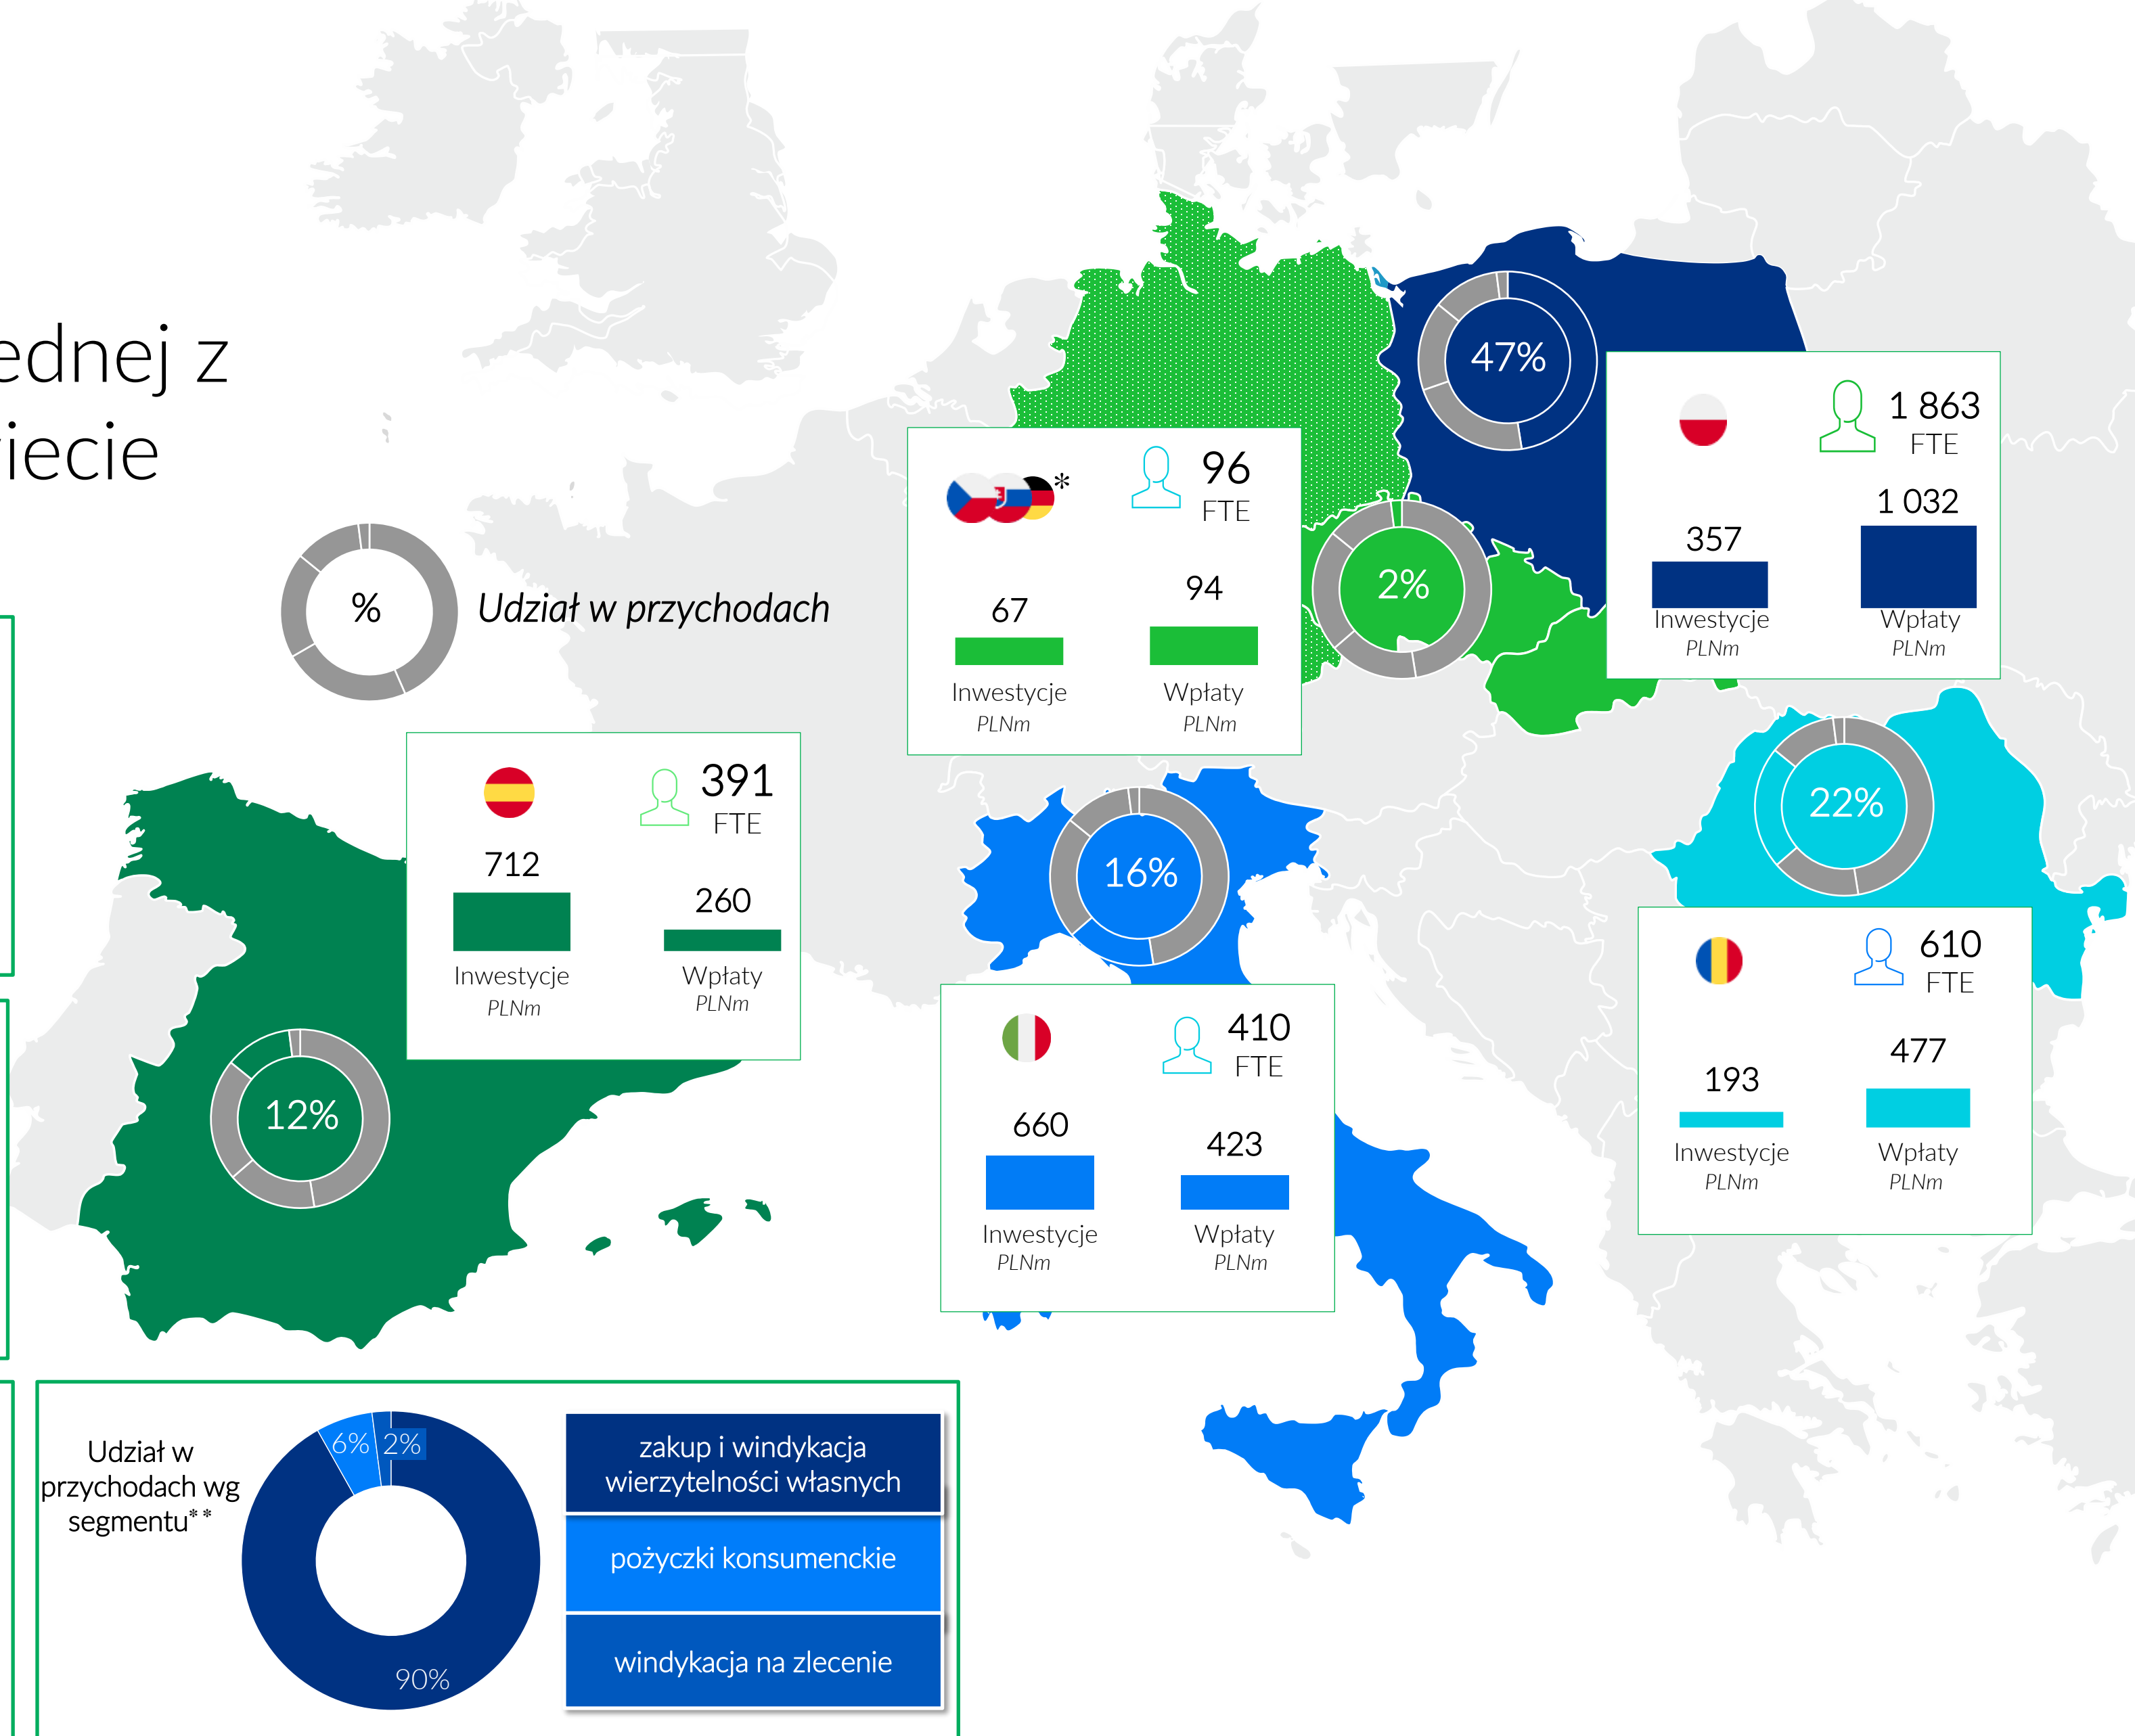 ednej z
iecie
%
Udział w przychodach
47%
1 863
FTE
357
1 032
Inwestycje
PLNm
Wpłaty
PLNm
*
96
FTE
67
94
Inwestycje
PLNm
Wpłaty
PLNm
2%
391
FTE
712
260
Inwestycje
PLNm
Wpłaty
PLNm
12%
16%
410
FTE
660
423
Inwestycje
PLNm
Wpłaty
PLNm
22%
610
FTE
193
477
Inwestycje
PLNm
Wpłaty
PLNm
Udział w
przychodach wg
segmentu**
6%
2%
90%
zakup i windykacja
wierzytelności własnych
pożyczki konsumenckie
windykacja na zlecenie